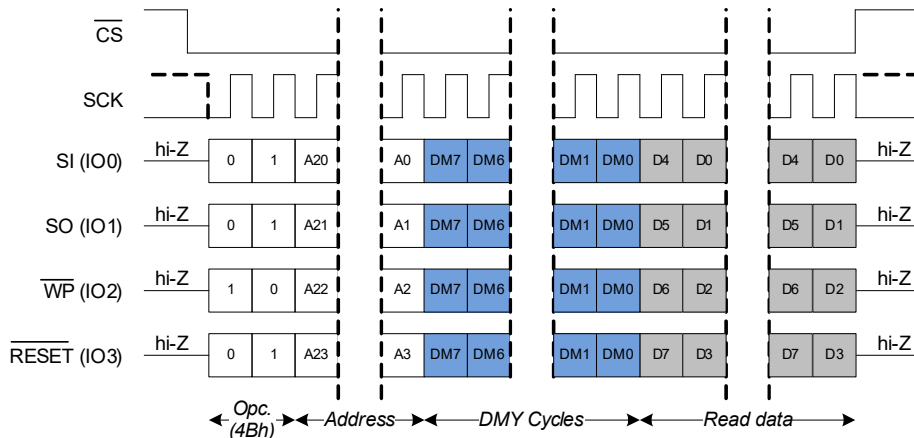 CS
SCK
SI (IO0) hi-Z 0 1 A20 A0 DM7 DM6 DM1 DM0 D4 D0 D4 D0 hi-Z
SO (IO1) hi-Z 0 1 A21 A1 DM7 DM6 DM1 DM0 D5 D1 D5 D1 hi-Z
WP (IO2) hi-Z 1 0 A22 A2 DM7 DM6 DM1 DM0 D6 D2 D6 D2 hi-Z
RESET (IO3) hi-Z 0 1 A23 A3 DM7 DM6 DM1 DM0 D7 D3 D7 D3 hi-Z
Opc. Address DMY Cycles Read data
(4Bh)